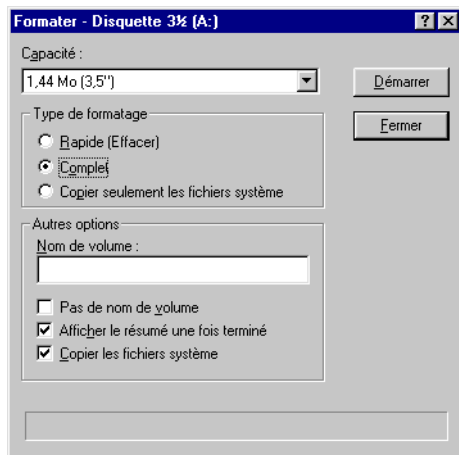 Formater - Disquette 3½ (A:)
Capacité :
1,44 Mo (3,5'')
Démarrer
Type de formatage
Fermer
Rapide (Effacer)
Complet
Copier seulement les fichiers système
Autres options
Nom de volume :
Pas de nom de volume
Afficher le résumé une fois terminé
Copier les fichiers système